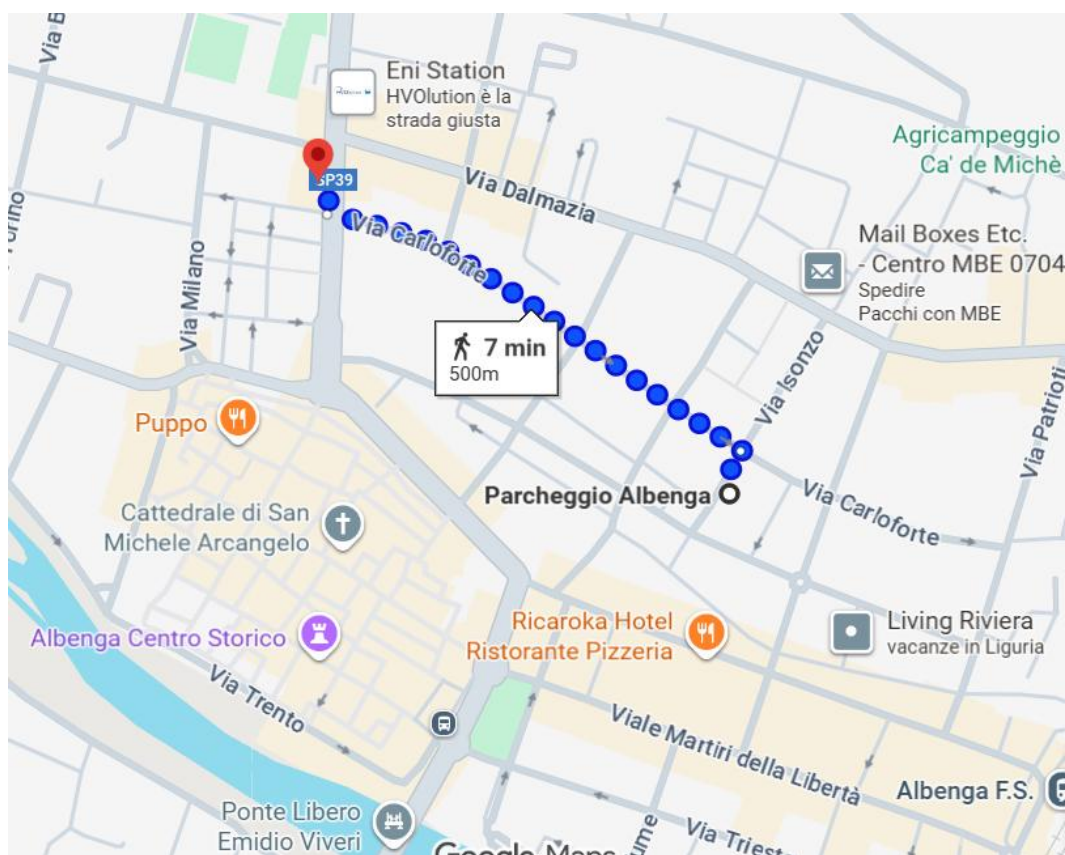 Via B
Eni Station
HVOlution è la
strada giusta
Agricampeggio
Ca' de Michè
SP39
Via Dalmazia
Via Carloforte
Mail Boxes Etc.
- Centro MBE 0704
Spedire
Pacchi con MBE
Via Milano
7 min
500m
Via Isonzo
Puppo
Via Patrioti
Parcheggio Albenga
Via Carloforte
Cattedrale di San
Michele Arcangelo
Ricaroka Hotel
Ristorante Pizzeria
Living Riviera
vacanze in Liguria
Albenga Centro Storico
Via Trento
Viale Martiri della Libertà
Albenga F.S.
Ponte Libero
Emidio Viveri
Google Maps
ume
Via Trieste